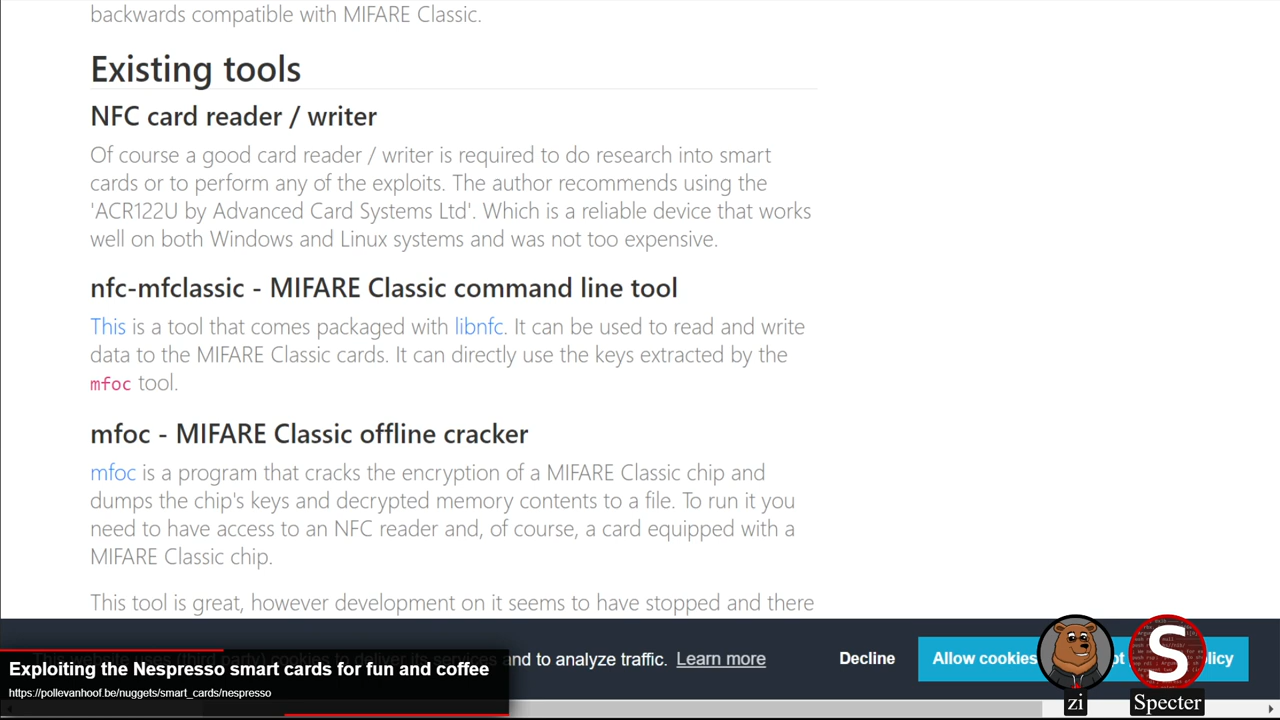 backwards compatible with MIFARE Classic.
Existing tools
NFC card reader / writer
Of course a good card reader / writer is required to do research into smart
cards or to perform any of the exploits. The author recommends using the
'ACR122U by Advanced Card Systems Ltd'. Which is a reliable device that works
well on both Windows and Linux systems and was not too expensive.
nfc-mfclassic - MIFARE Classic command line tool
This is a tool that comes packaged with libnfc. It can be used to read and write
data to the MIFARE Classic cards. It can directly use the keys extracted by the
mfoc tool.
mfoc - MIFARE Classic offline cracker
mfoc is a program that cracks the encryption of a MIFARE Classic chip and
dumps the chip's keys and decrypted memory contents to a file. To run it you
need to have access to an NFC reader and, of course, a card equipped with a
MIFARE Classic chip.
This tool is great, however development on it seems to have stopped and there
and to analyze traffic. Learn more
Decline
Allow cookies
Exploiting the Nespresso smart cards for fun and coffee
https://pollevanhoof.be/nuggets/smart_cards/nespresso
S
zi
Specter